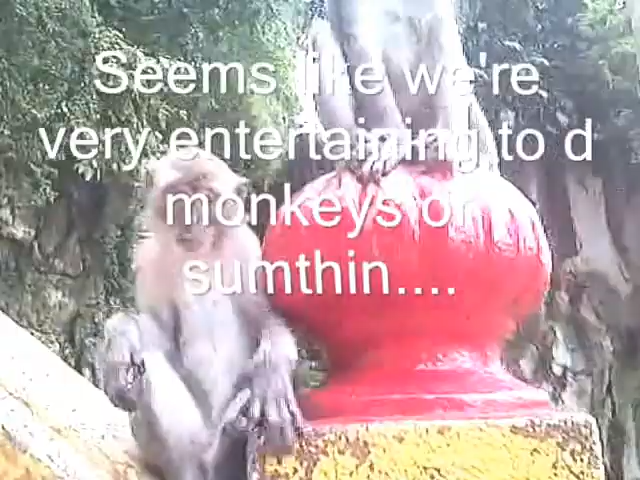 Seems like we're
very entertaining to d
monkeys or
sumthin....